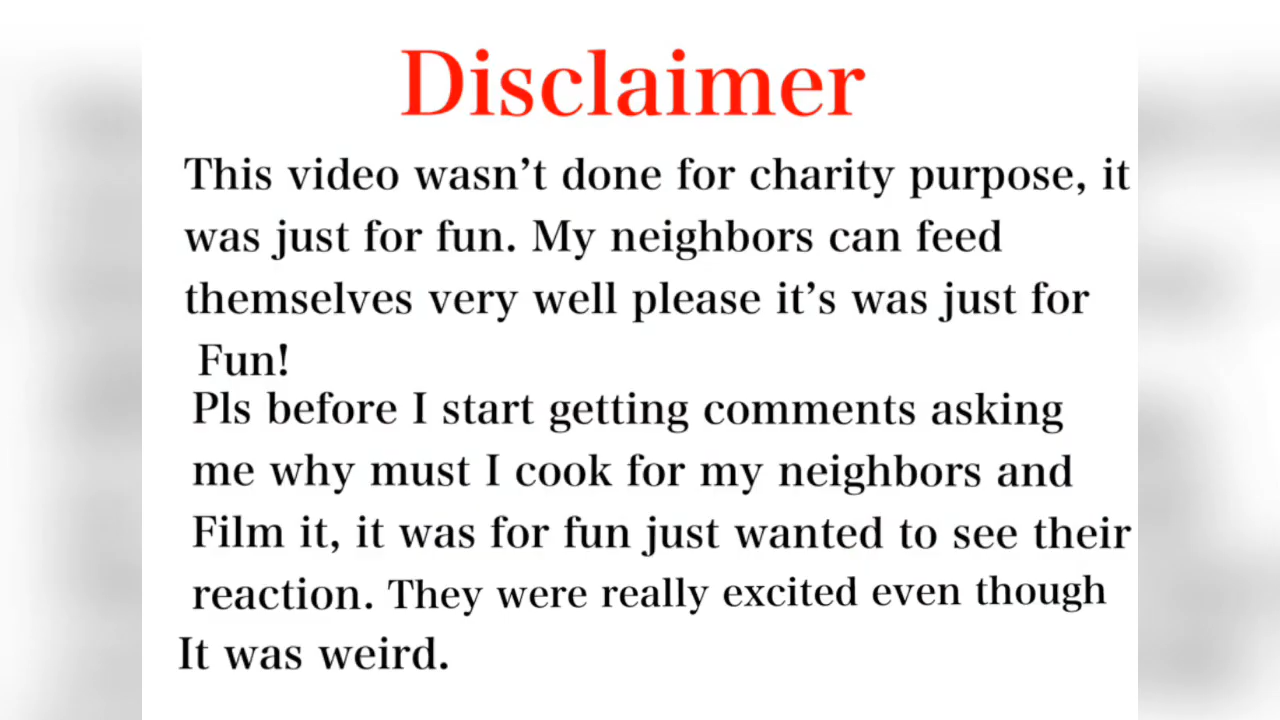 Disclaimer
This video wasn’t done for charity purpose, it
was just for fun. My neighbors can feed
themselves very well please it’s was just for
Fun!
Pls before I start getting comments asking
me why must I cook for my neighbors and
Film it, it was for fun just wanted to see their
reaction. They were really excited even though
It was weird.